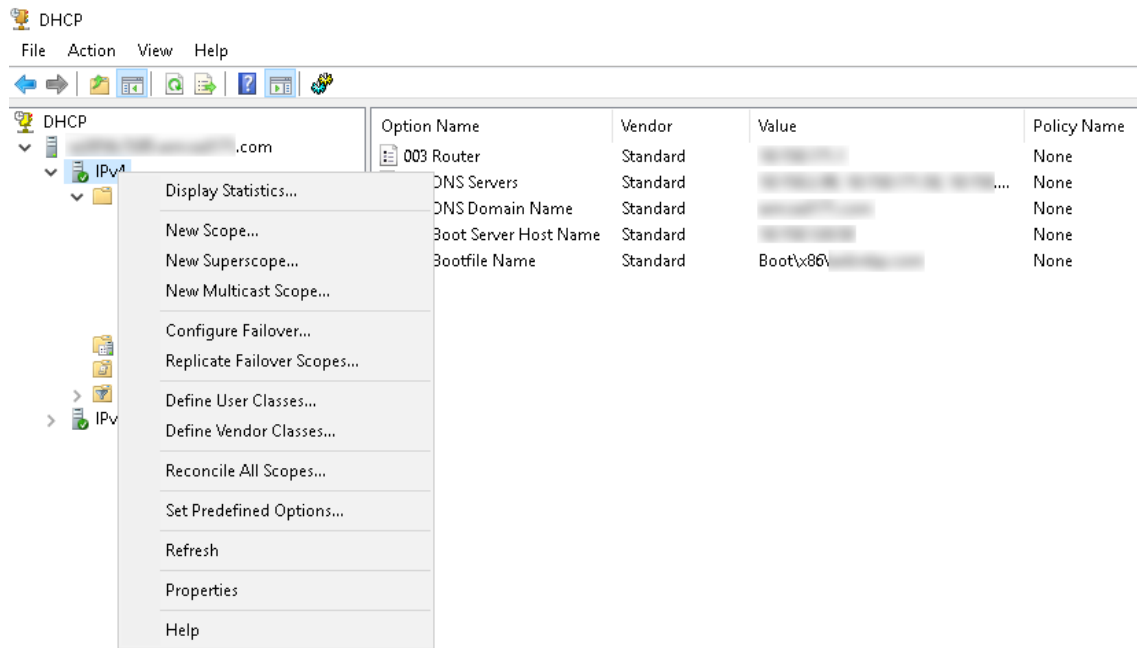 DHCP
File Action View Help
DHCP
.com
IPv4
IPv
Display Statistics...
New Scope...
New Superscope...
New Multicast Scope...
Configure Failover...
Replicate Failover Scopes...
Define User Classes...
Define Vendor Classes...
Reconcile All Scopes...
Set Predefined Options...
Refresh
Properties
Help
Option Name Vendor Value Policy Name
003 Router Standard None
DNS Servers Standard .... None
DNS Domain Name Standard None
Boot Server Host Name Standard None
Bootfile Name Standard Boot\x86\ None